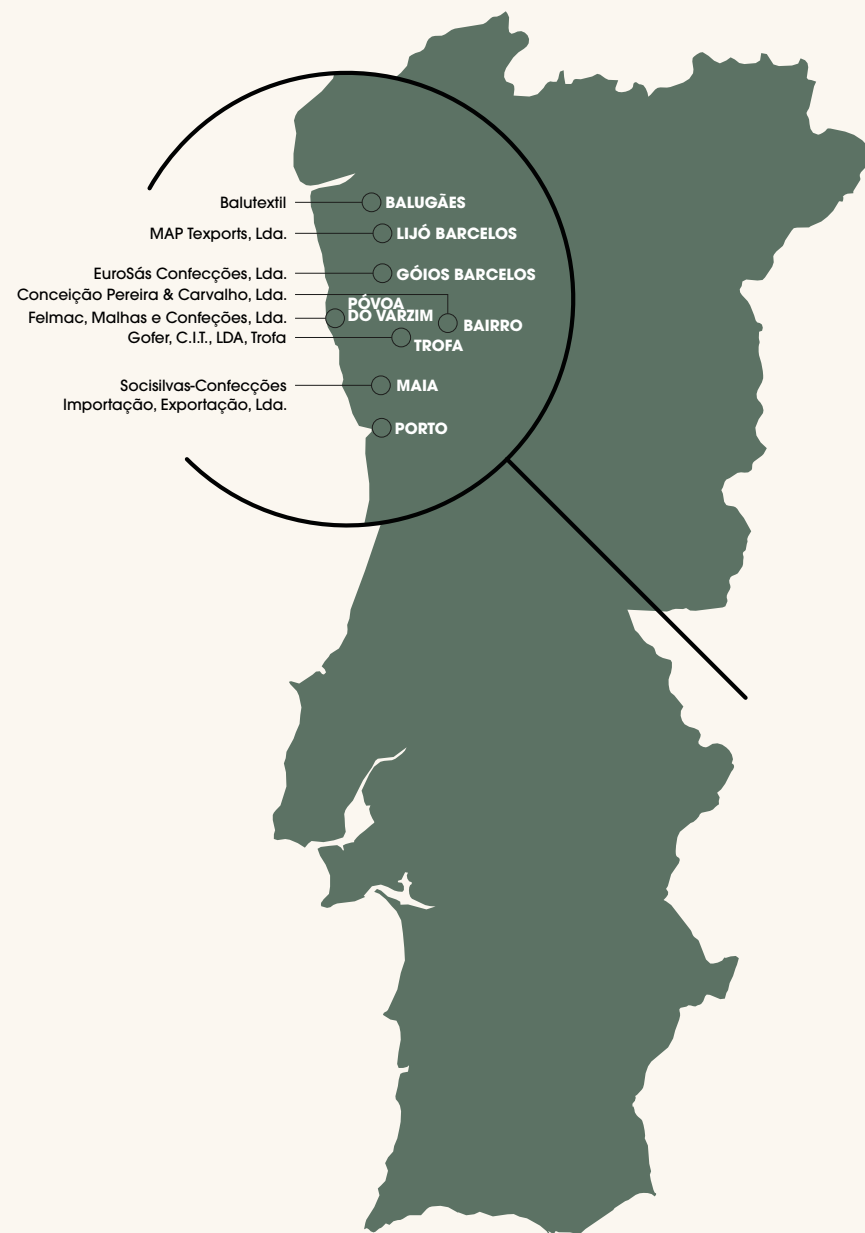 Balutextil
BALUGÃES
MAP Texports, Lda.
LIJÓ BARCELOS
EuroSás Confecções, Lda.
GÓIOS BARCELOS
Conceição Pereira & Carvalho, Lda.
BAIRRO
Felmac, Malhas e Confeções, Lda.
PÓVOA
DO VARZIM
Gofer, C.I.T., LDA, Trofa
TROFA
Socisilvas-Confecções
Importação, Exportação, Lda.
MAIA
PORTO